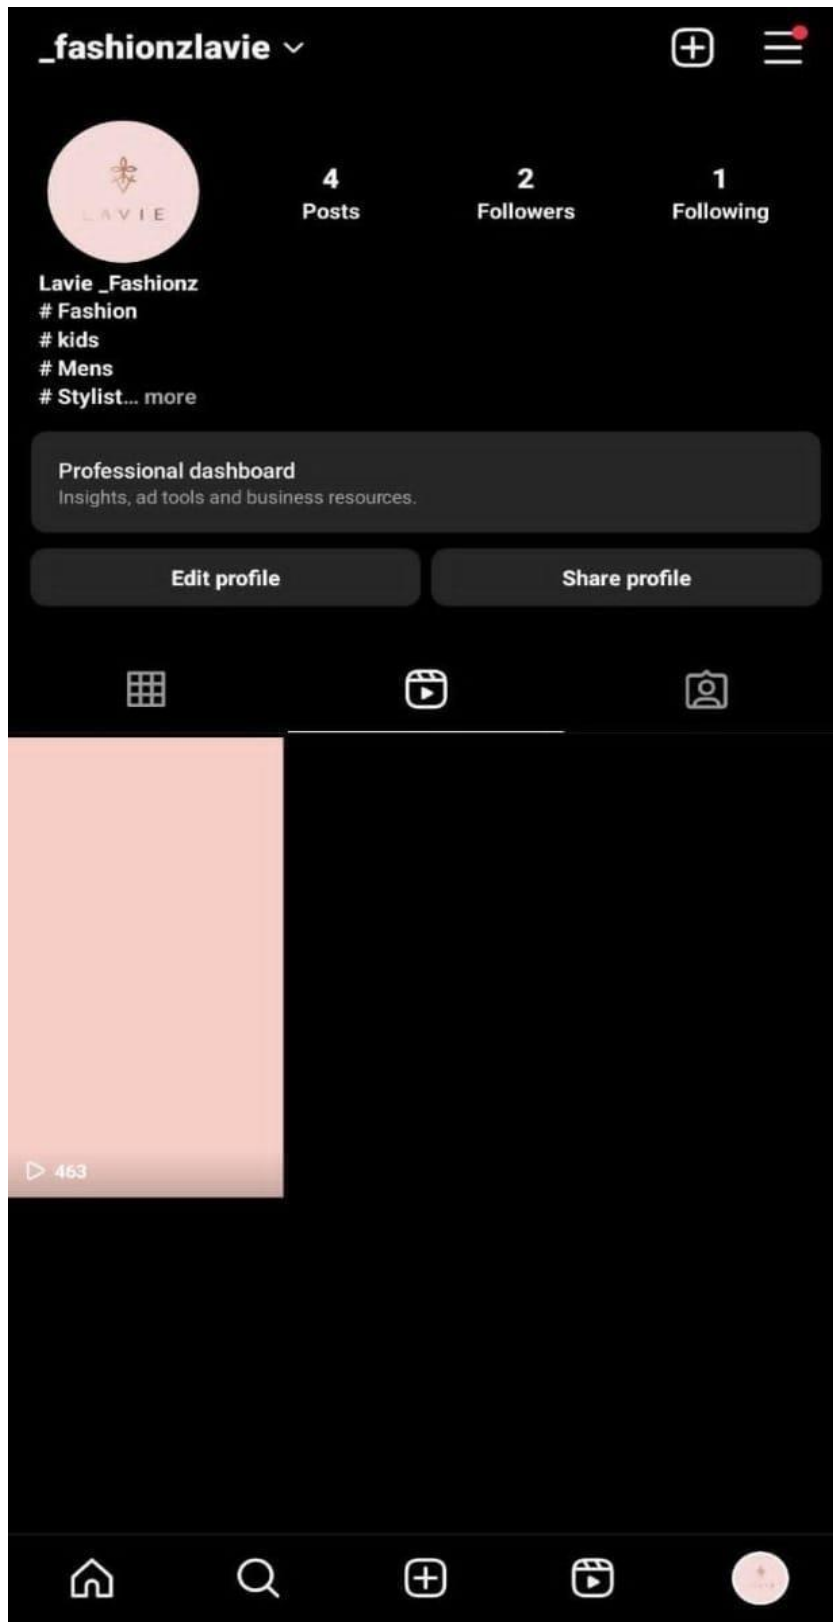 _fashionzlavie
LAVIE
4
Posts
2
Followers
1
Following
Lavie _Fashionz
# Fashion
# kids
# Mens
# Stylist... more
Professional dashboard
Insights, ad tools and business resources.
Edit profile
Share profile
463